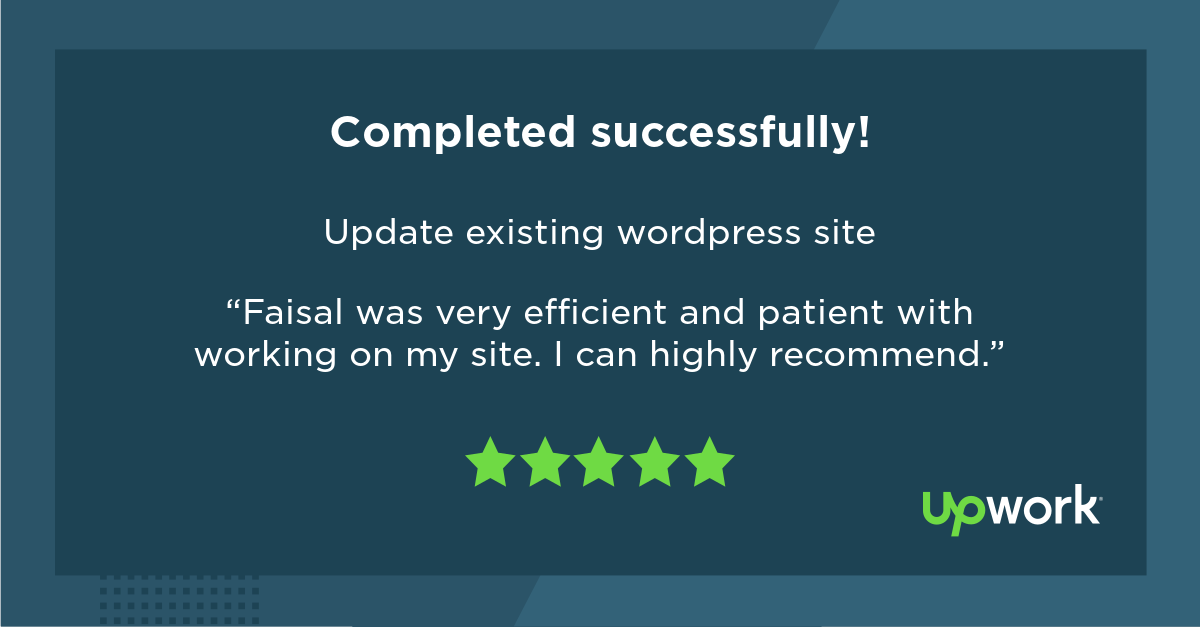 Completed successfully!
Update existing wordpress site
“Faisal was very efficient and patient with
working on my site. I can highly recommend.”
upwork